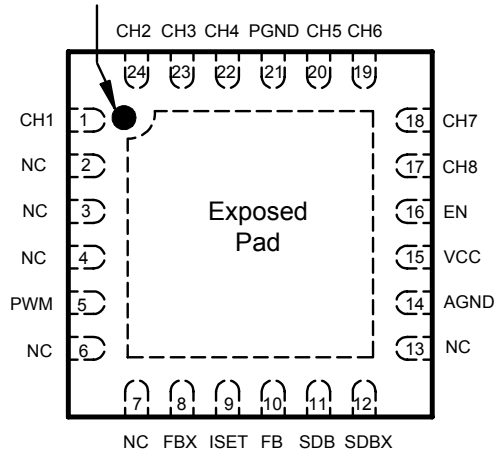 CH2 CH3 CH4 PGND CH5 CH6
24 23 22 21 20 19
CH1 1 18 CH7
NC 2 17 CH8
NC 3 16 EN
Exposed
Pad
NC 4 15 VCC
PWM 5 14 AGND
NC 6 13 NC
7 8 9 10 11 12
NC FBX ISET FB SDB SDBX